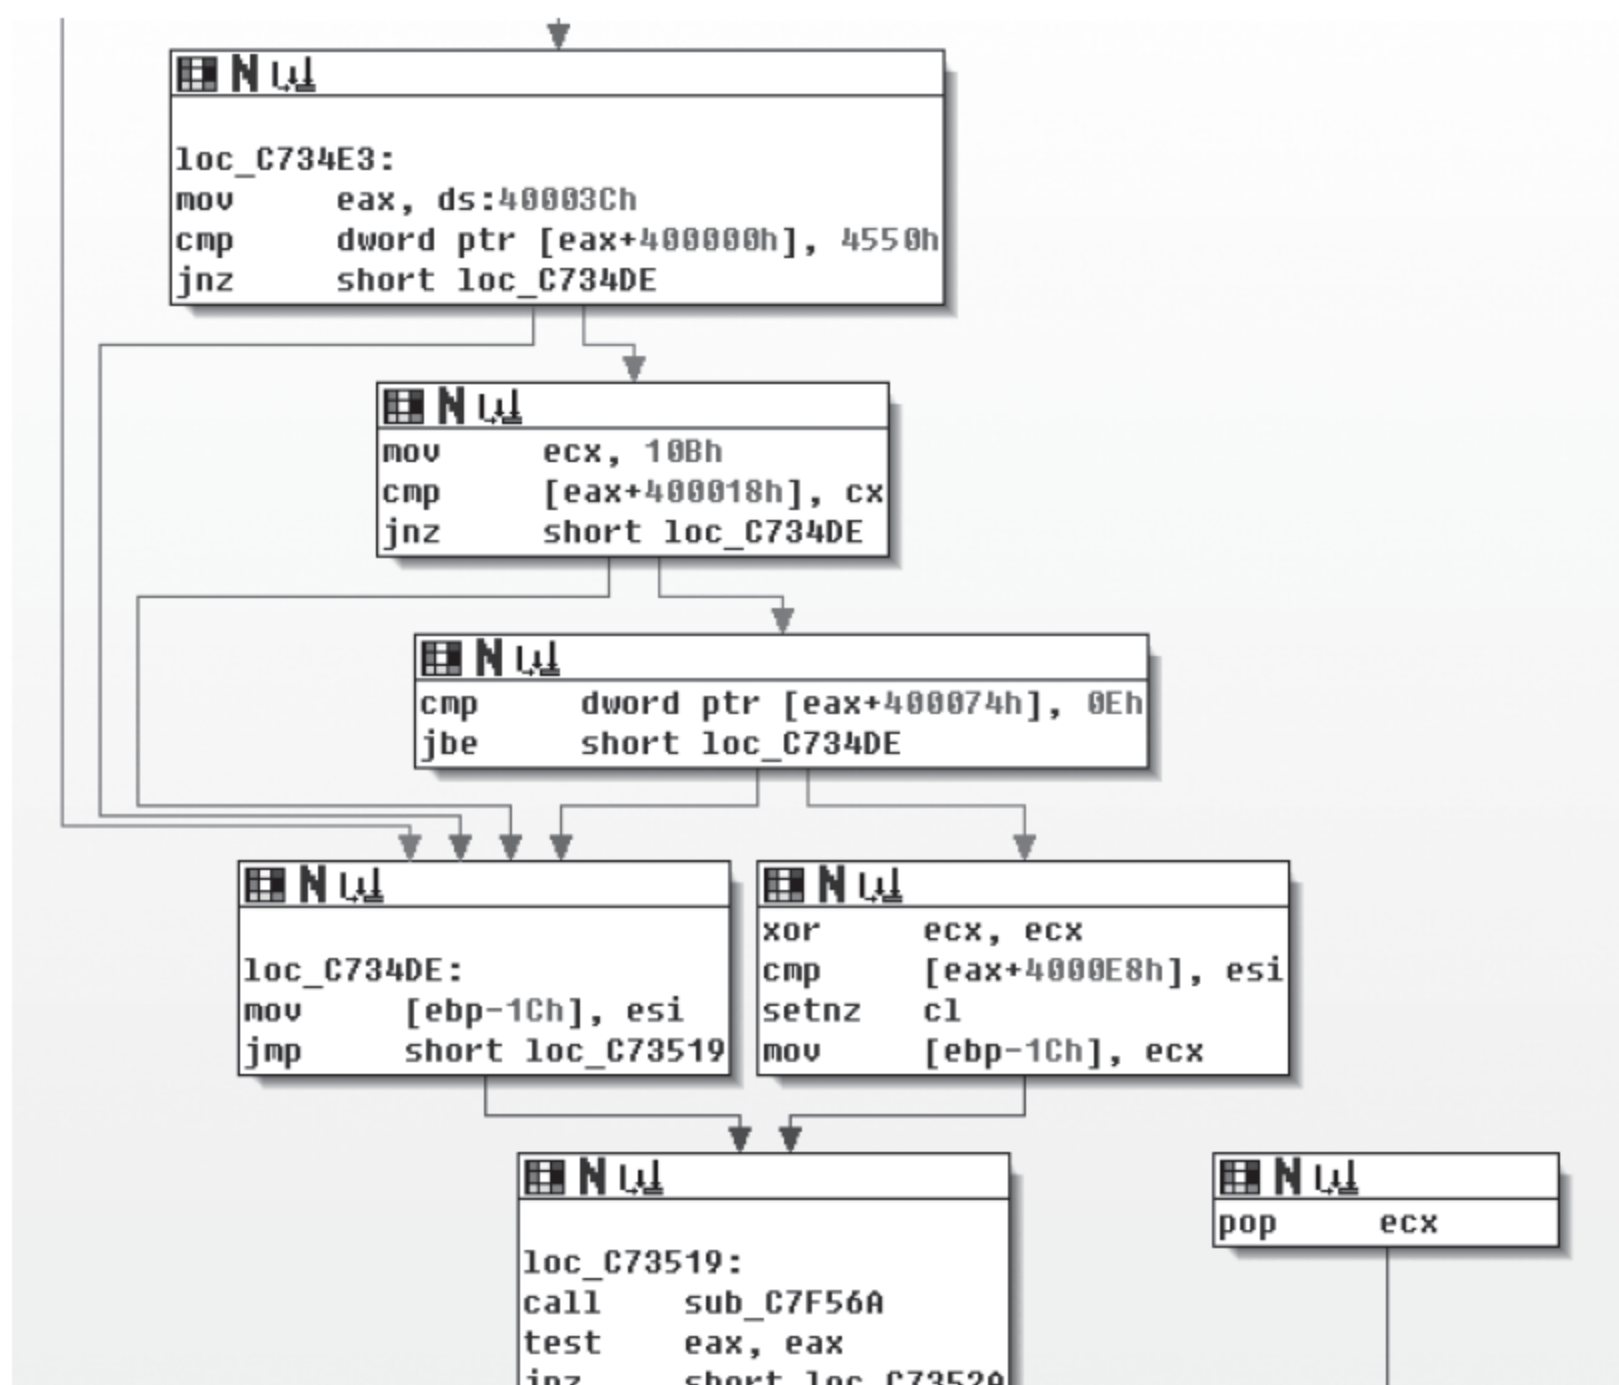 loc_C734E3:
mov eax, ds:40003Ch
cmp dword ptr [eax+400000h], 4550h
jnz short loc_C734DE
mov ecx, 10Bh
cmp [eax+400018h], cx
jnz short loc_C734DE
cmp dword ptr [eax+400074h], 0Eh
jbe short loc_C734DE
loc_C734DE:
mov [ebp-1Ch], esi
jmp short loc_C73519
xor ecx, ecx
cmp [eax+4000E8h], esi
setnz cl
mov [ebp-1Ch], ecx
loc_C73519:
call sub_C7F56A
test eax, eax
jnz short loc_C7352A
pop ecx